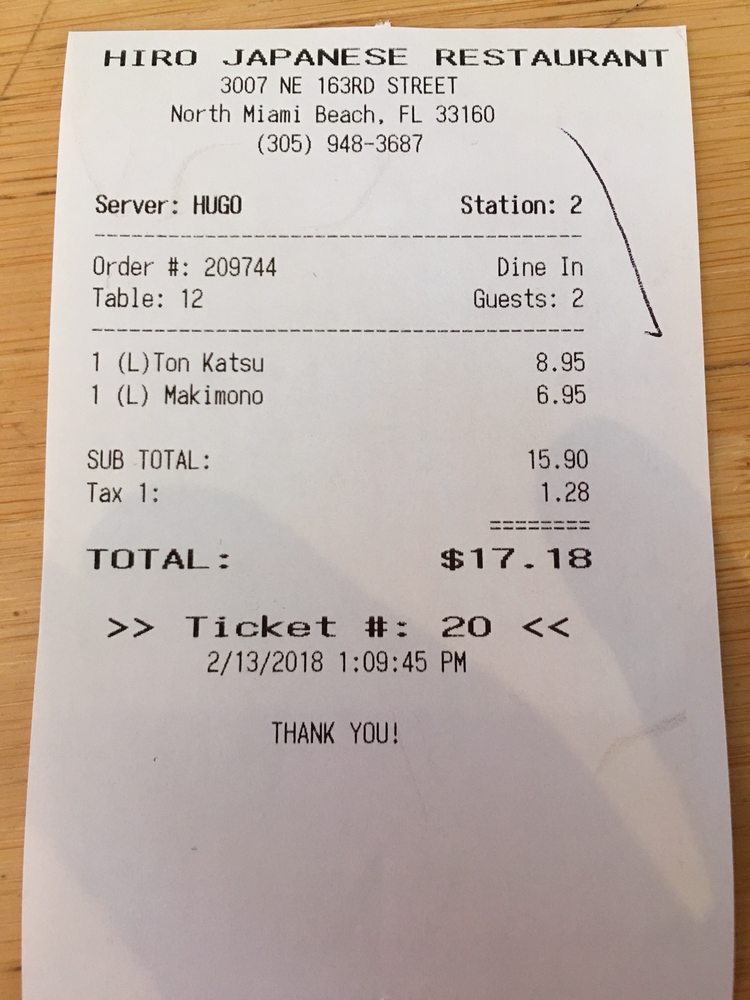 HIRO JAPANESE RESTAURANT
3007 NE 163RD STREET
North Miami Beach, FL 33160
(305) 948-3687
Server: HUGO Station: 2
------------------------------------------------
Order #: 209744 Dine In
Table: 12 Guests: 2
------------------------------------------------
1 (L)Ton Katsu 8.95
1 (L) Makimono 6.95
SUB TOTAL: 15.90
Tax 1: 1.28
========
TOTAL: $17.18
>> Ticket #: 20 <<
2/13/2018 1:09:45 PM
THANK YOU!